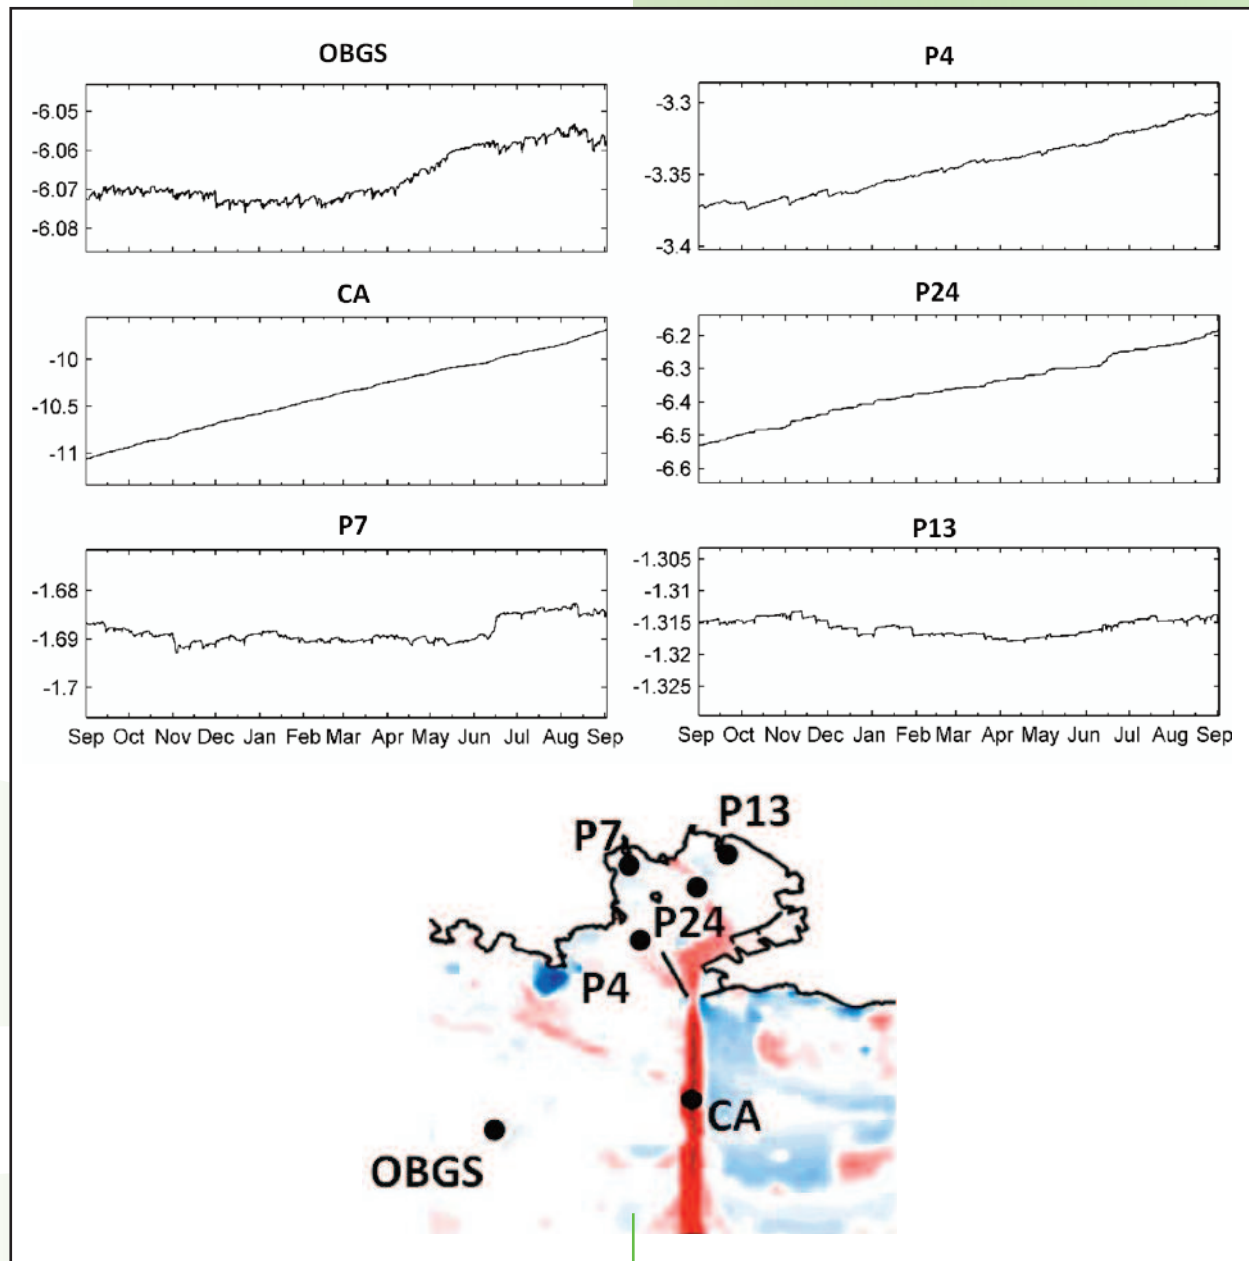 OBGS
-6.05
-6.06
-6.07
-6.08
P4
-3.3
-3.35
-3.4
CA
-10
-10.5
-11
P24
-6.2
-6.3
-6.4
-6.5
-6.6
P7
-1.68
-1.69
-1.7
Sep Oct Nov Dec Jan Feb Mar Apr May Jun Jul Aug Sep
P13
-1.305
-1.31
-1.315
-1.32
-1.325
Sep Oct Nov Dec Jan Feb Mar Apr May Jun Jul Aug Sep
P13
P7
P24
P4
CA
OBGS